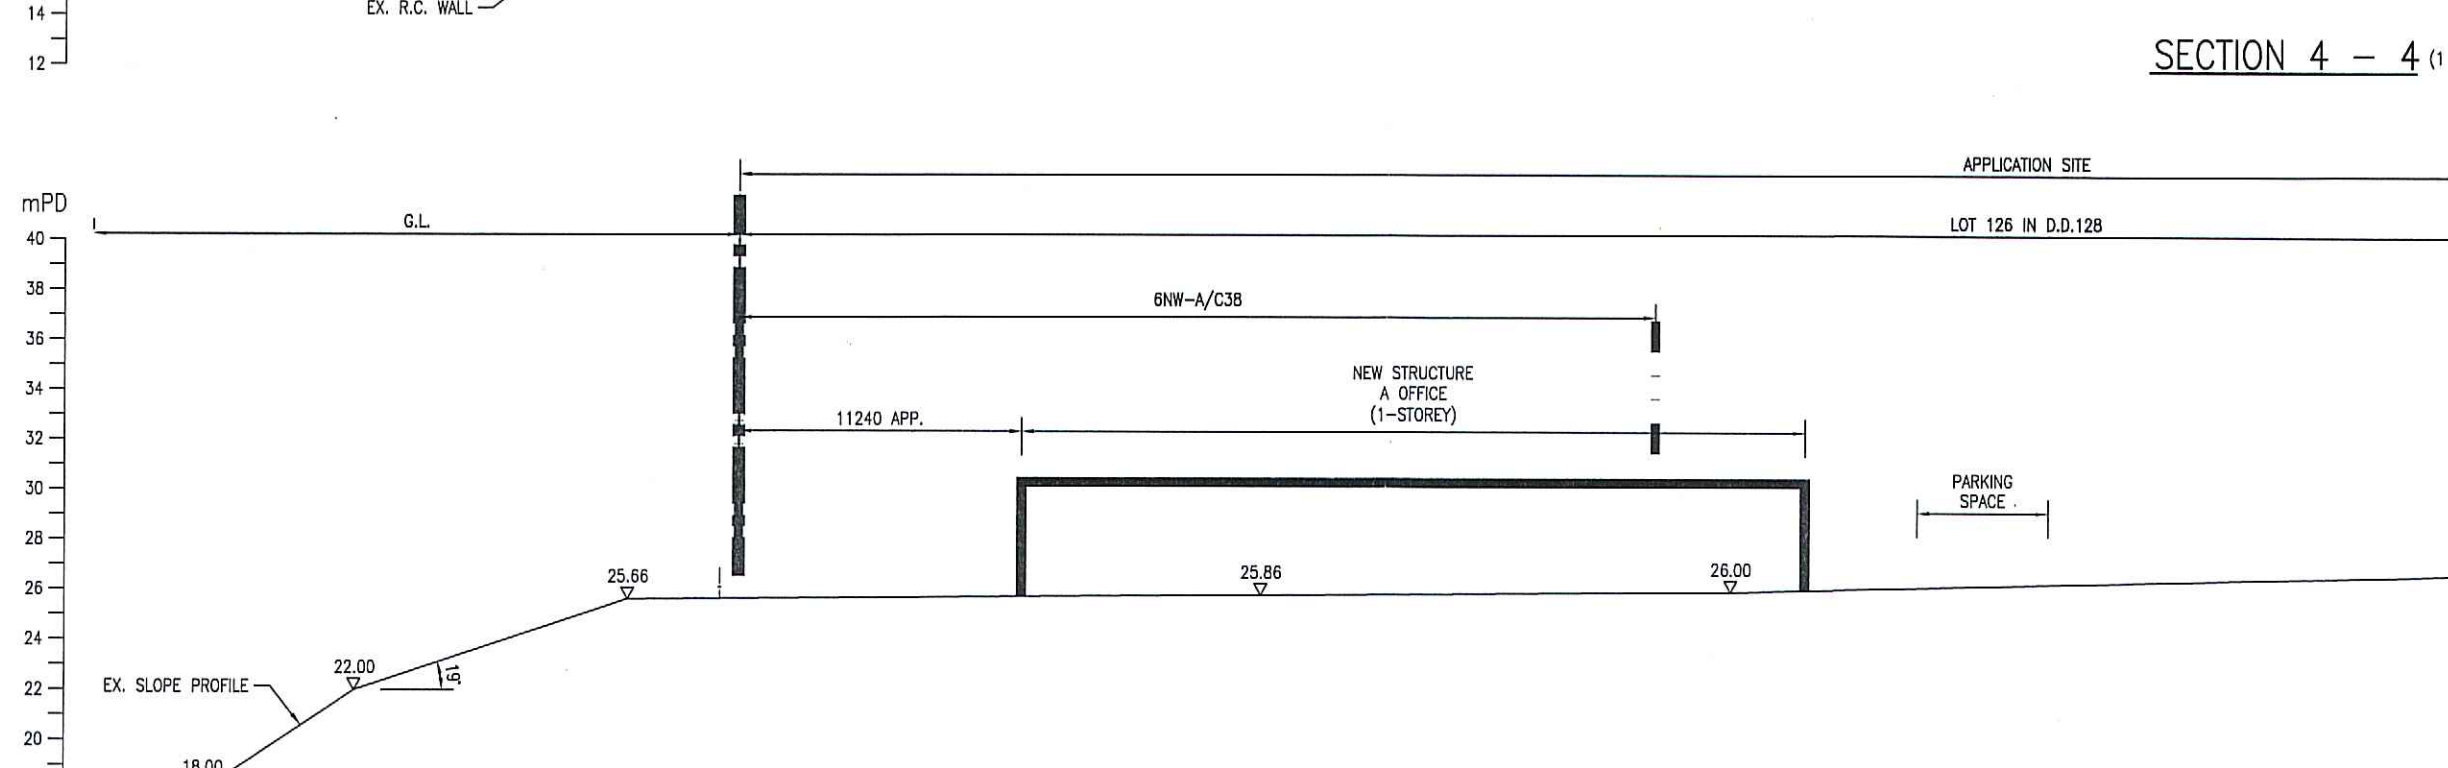 14
EX. R.C. WALL
12
SECTION 4 - 4 (1
APPLICATION SITE
mPD
G.L.
LOT 126 IN D.D.128
40
38
6NW-A/C38
36
NEW STRUCTURE
A OFFICE
(1-STOREY)
34
11240 APP.
32
30
PARKING
SPACE
28
25.66
25.86
26.00
26
24
22.00
19°
EX. SLOPE PROFILE
22
20
18.00